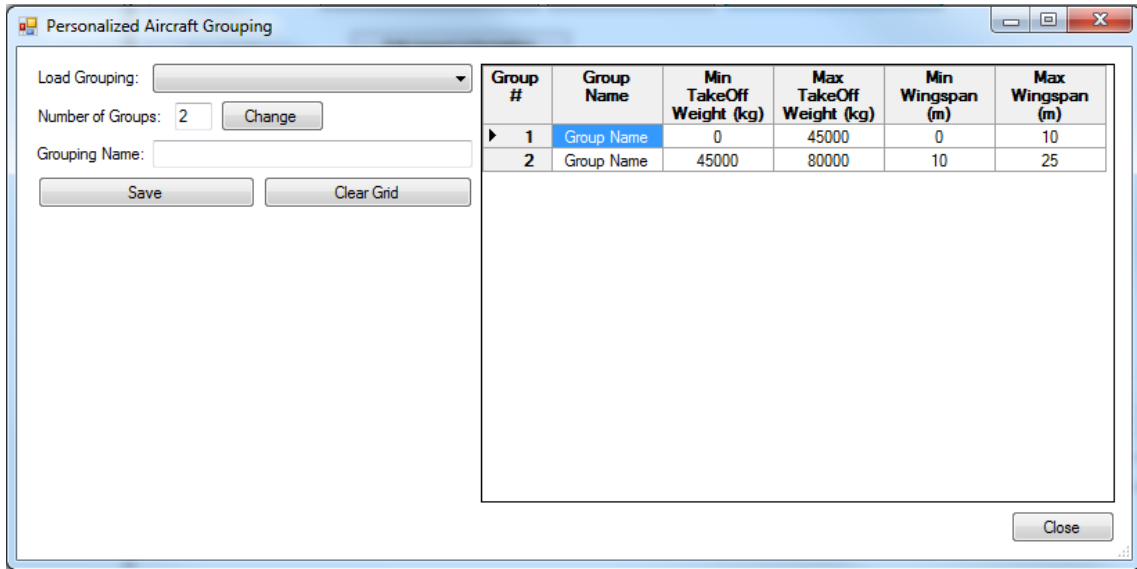 Personalized Aircraft Grouping
Load Grouping:
Number of Groups: 2 Change
Grouping Name:
Save Clear Grid
Group # Group Name Min TakeOff Weight (kg) Max TakeOff Weight (kg) Min Wingspan (m) Max Wingspan (m)
1 Group Name 0 45000 0 10
2 Group Name 45000 80000 10 25
Close